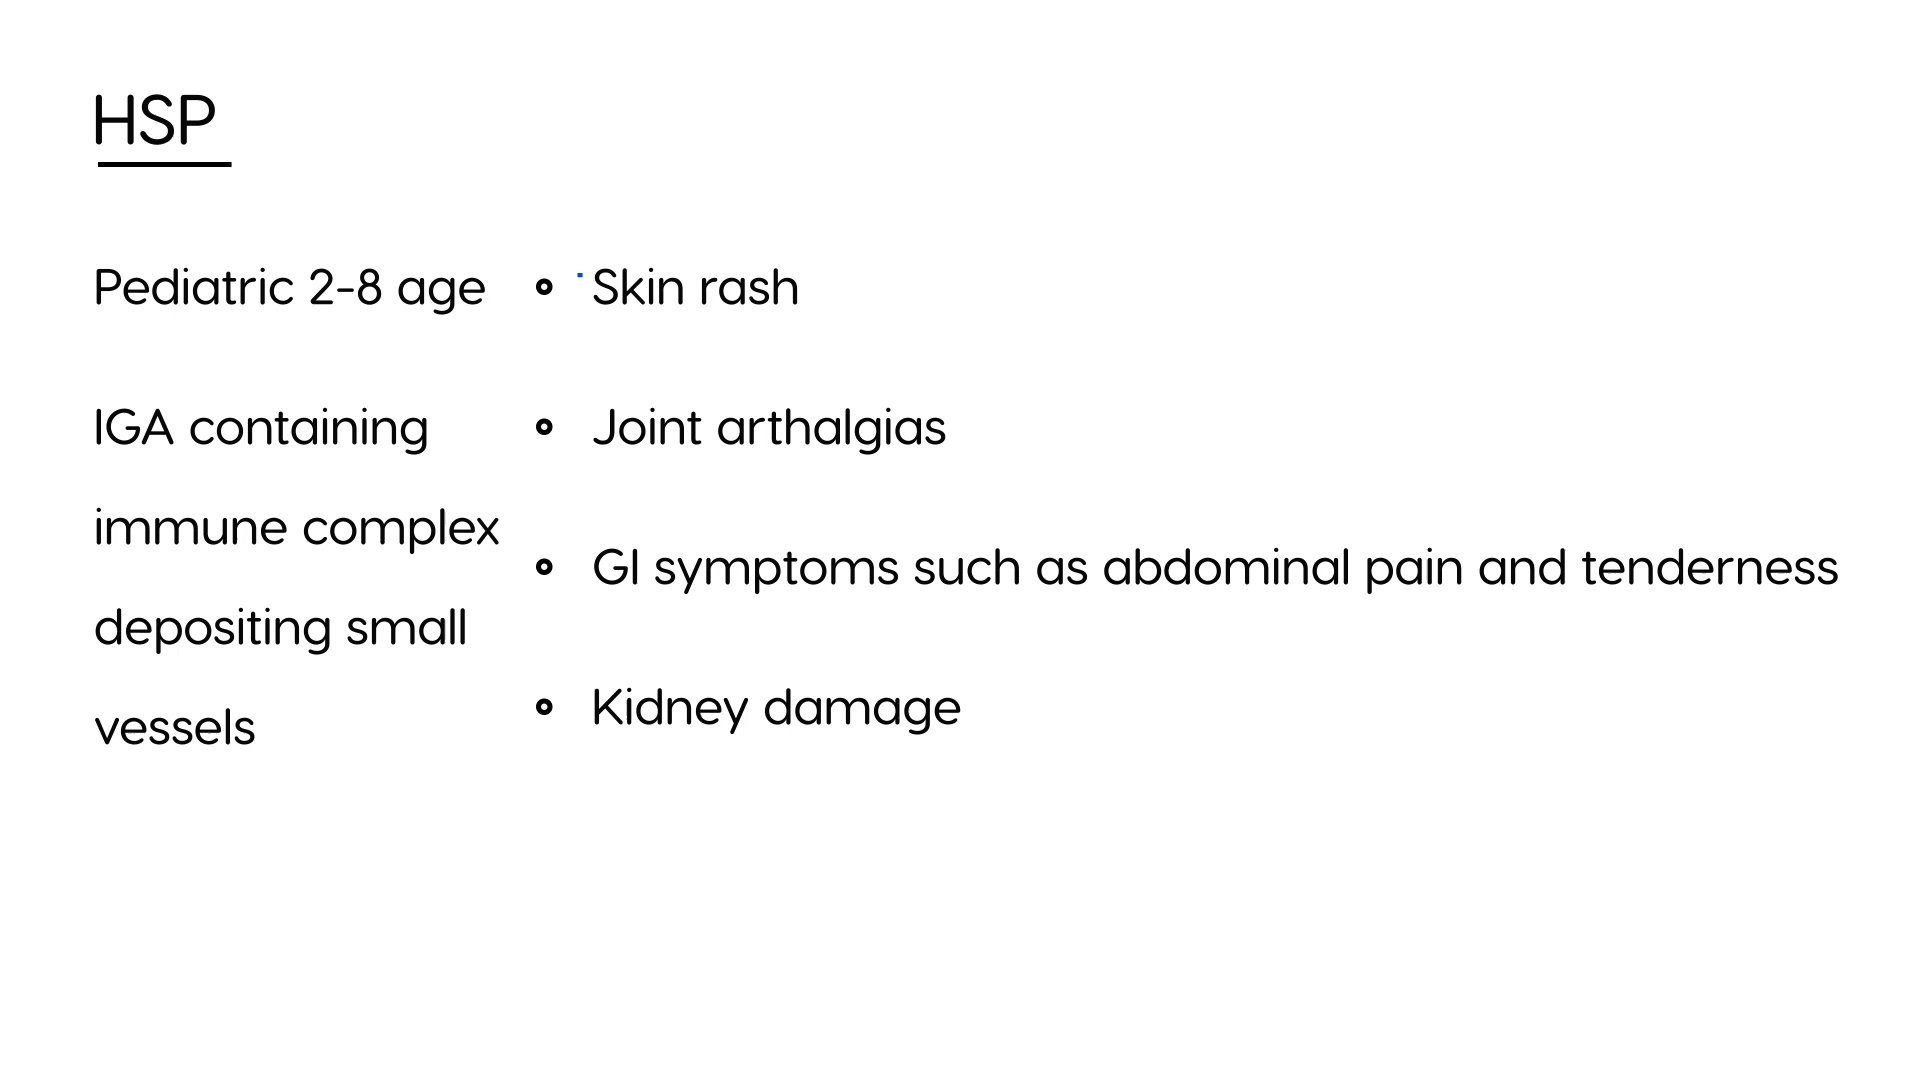 HSP
Pediatric 2-8 age
IGA containing
immune complex
depositing small
vessels
Skin rash
Joint arthalgias
GI symptoms such as abdominal pain and tenderness
Kidney damage